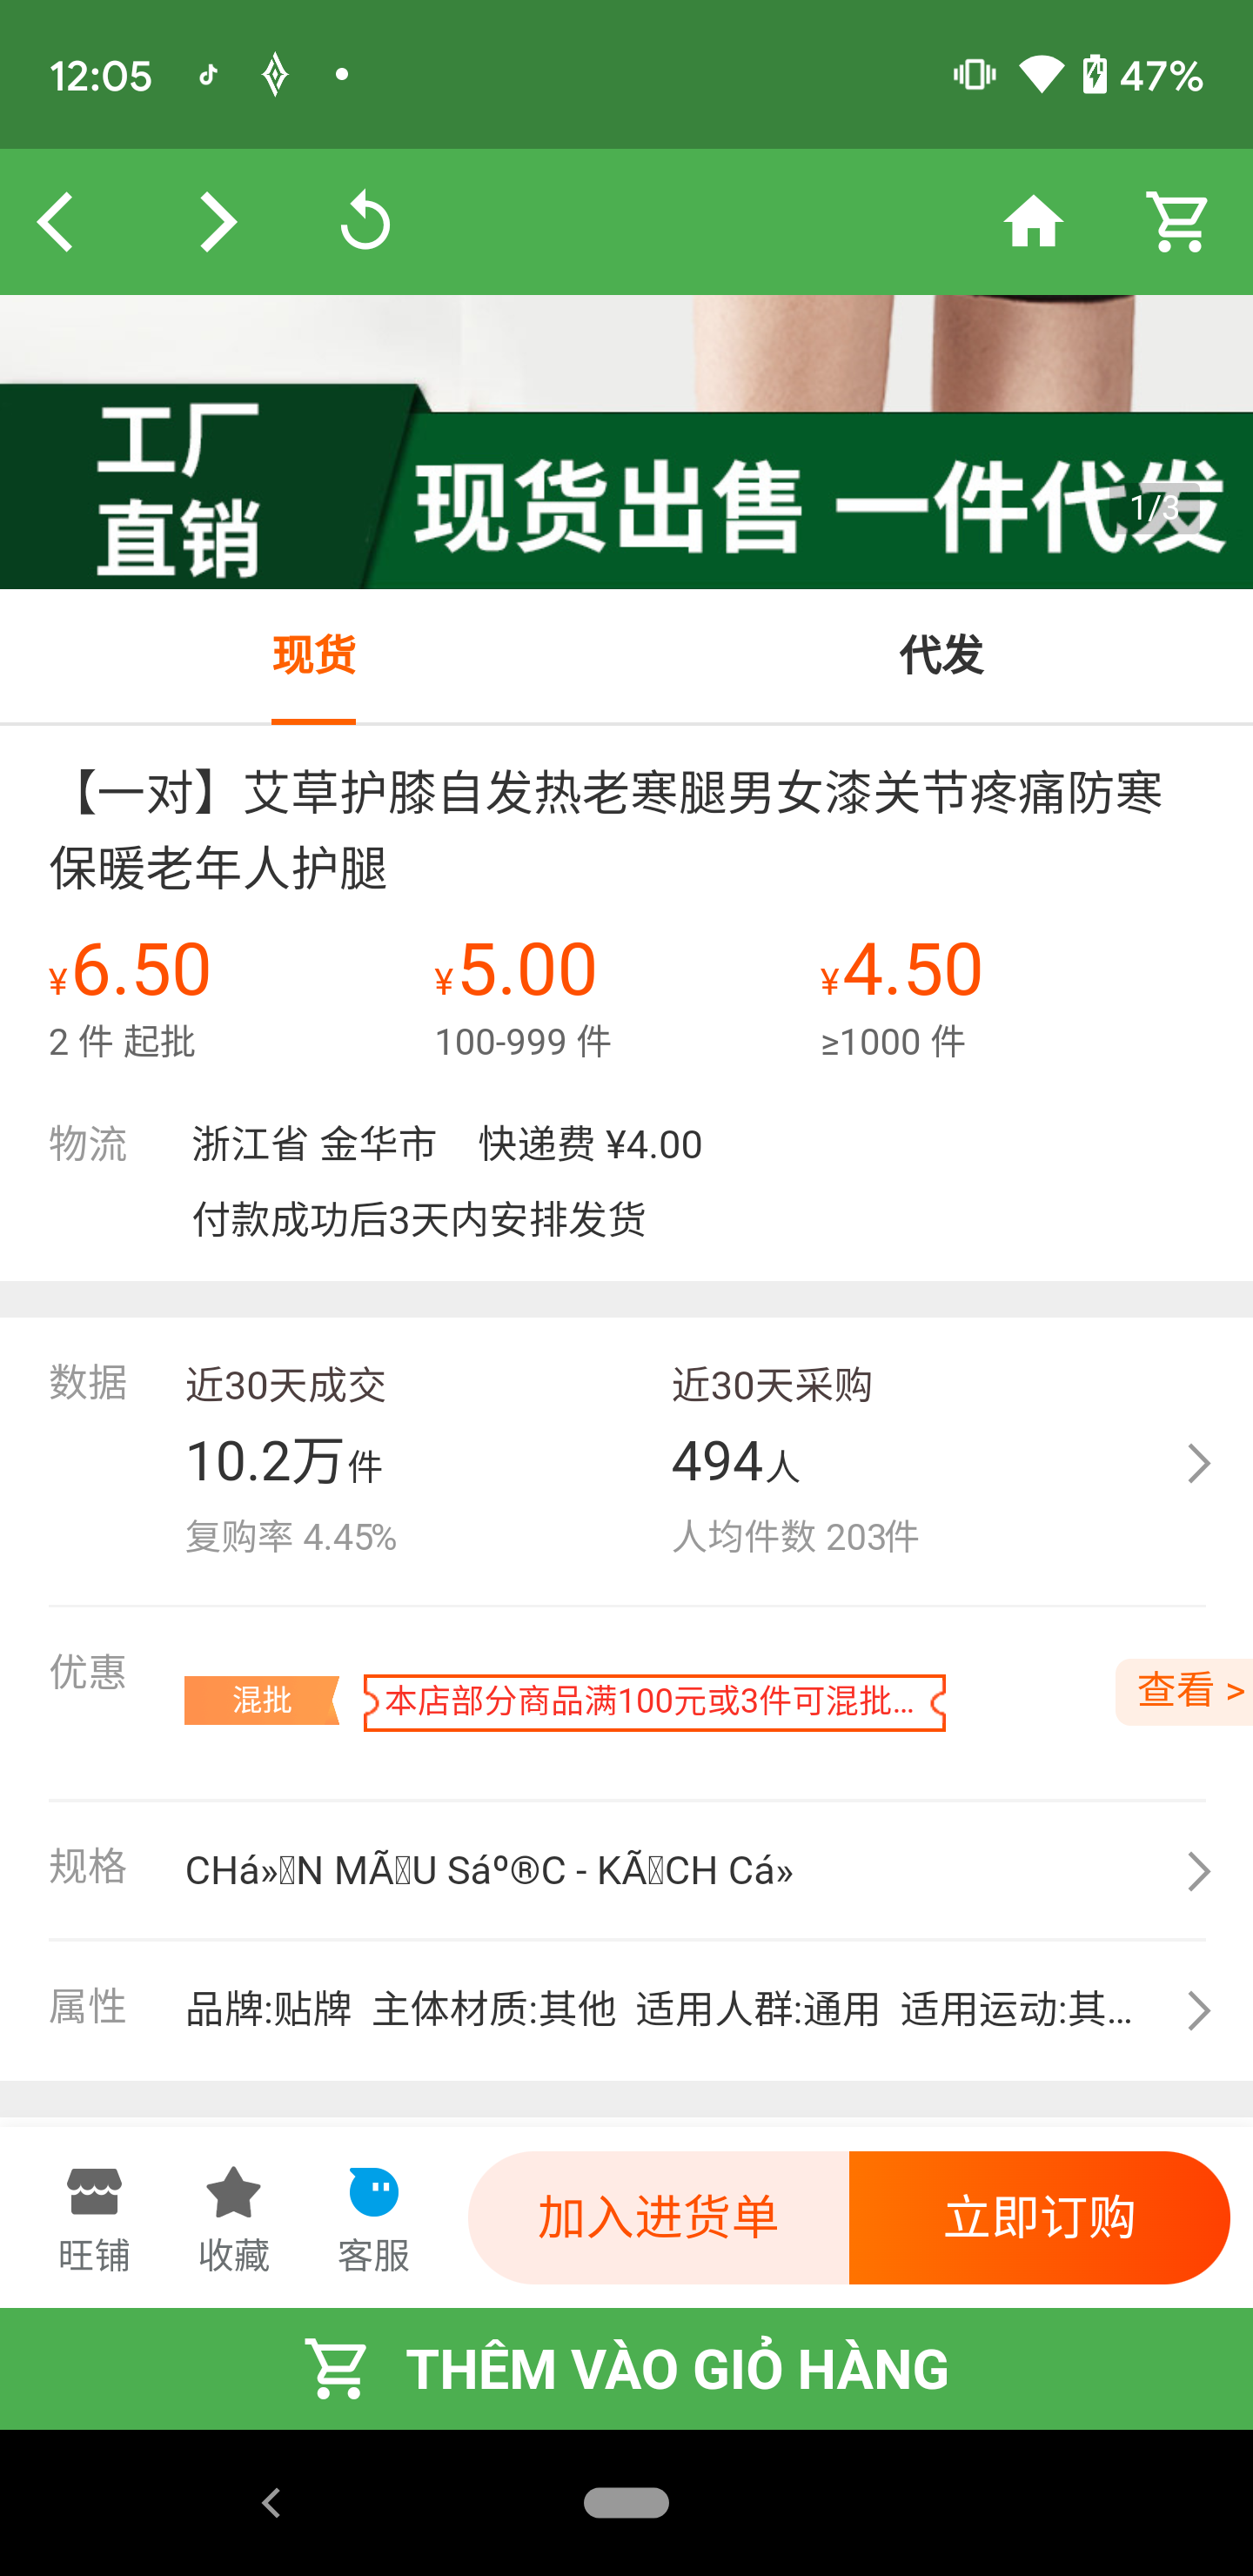 12:05
47%
工厂
直销
现货出售 一件代发
1/3
现货
代发
【一对】艾草护膝自发热老寒腿男女漆关节疼痛防寒
保暖老年人护腿
¥6.50
¥5.00
¥4.50
2 件 起批
100-999 件
≥1000 件
物流
浙江省 金华市 快递费 ¥4.00
付款成功后3天内安排发货
数据
近30天成交
近30天采购
10.2万件
494人
复购率 4.45%
人均件数 203件
优惠
混批
本店部分商品满100元或3件可混批...
查看 >
规格
CHá»N MÃU Sáº®C - KÃCH Cá»
属性
品牌:贴牌 主体材质:其他 适用人群:通用 适用运动:其...
旺铺
收藏
客服
加入进货单
立即订购
THÊM VÀO GIỎ HÀNG